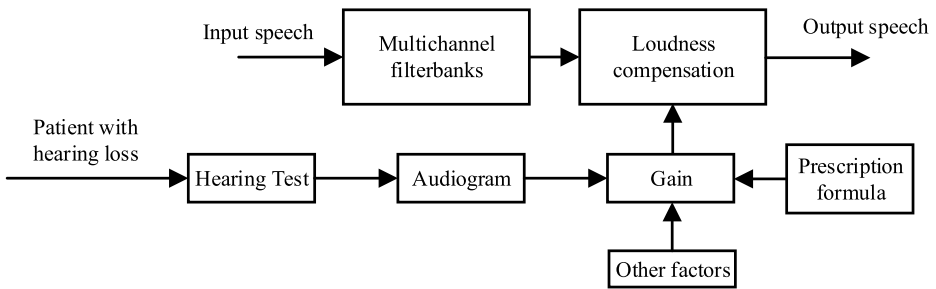 Input speech
Multichannel
filterbanks
Loudness
compensation
Output speech
Patient with
hearing loss
Hearing Test
Audiogram
Gain
Prescription
formula
Other factors